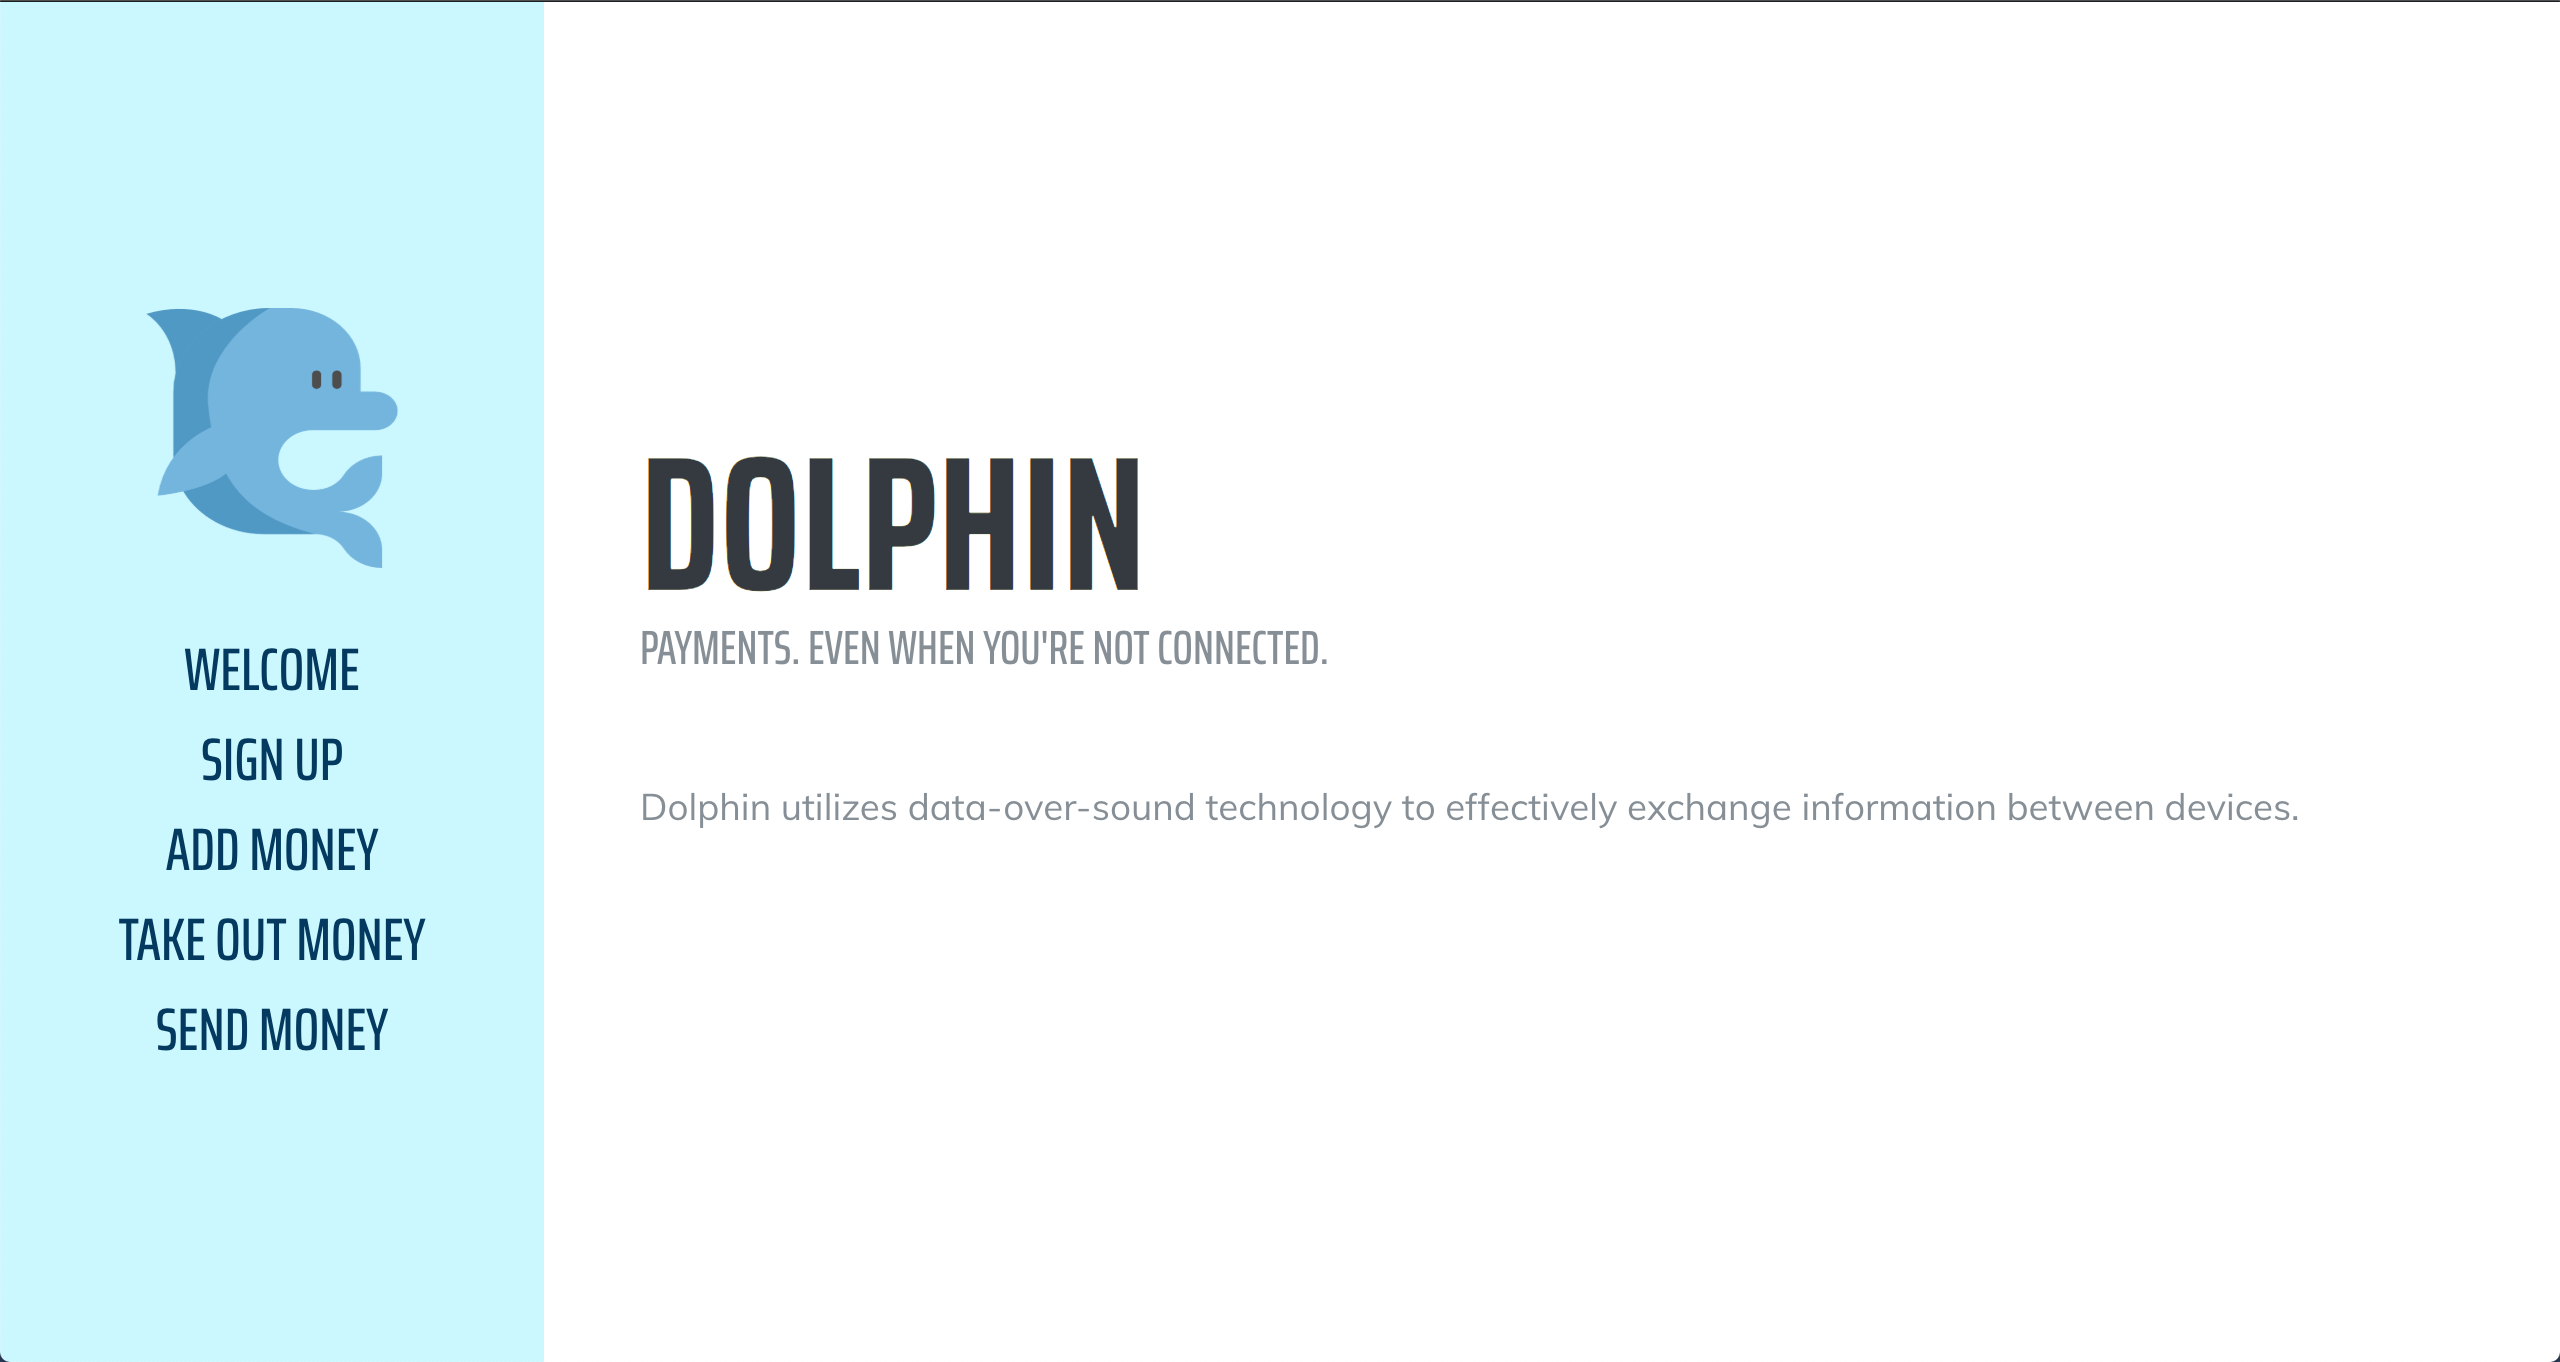 WELCOME
SIGN UP
ADD MONEY
TAKE OUT MONEY
SEND MONEY
DOLPHIN
PAYMENTS. EVEN WHEN YOU'RE NOT CONNECTED.
Dolphin utilizes data-over-sound technology to effectively exchange information between devices.